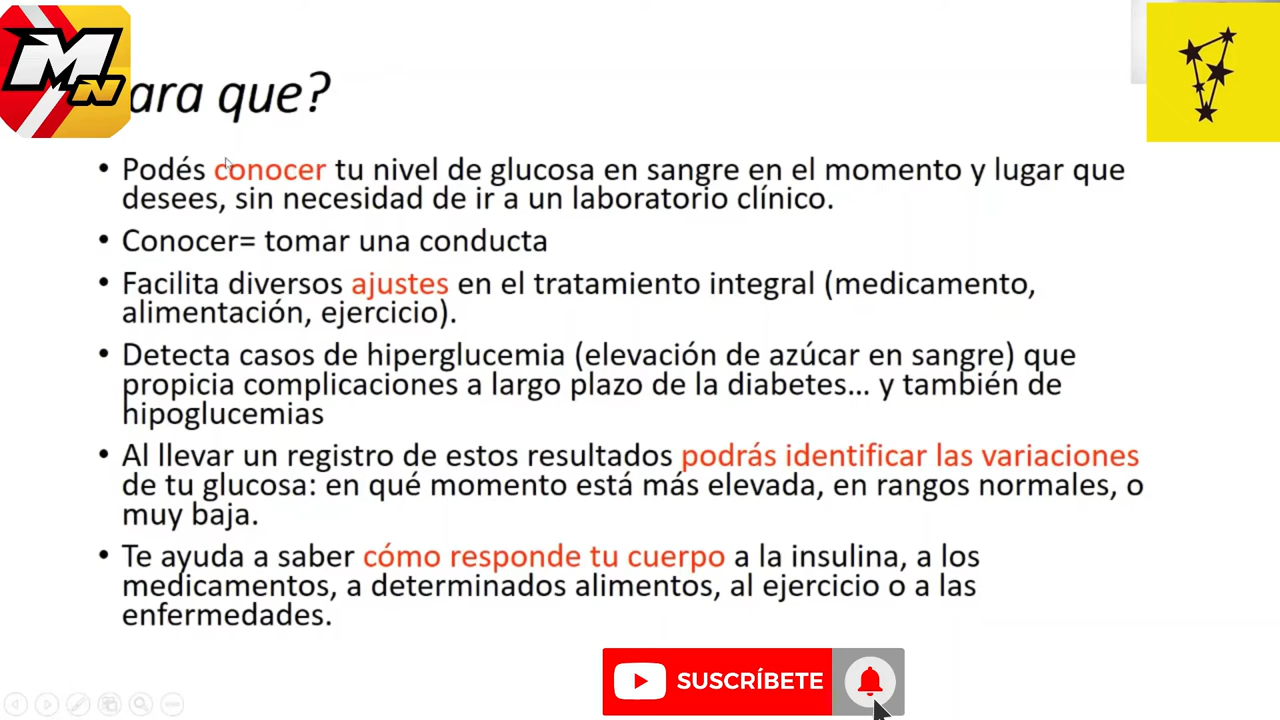 MN
ara que?
• Podés conocer tu nivel de glucosa en sangre en el momento y lugar que
desees, sin necesidad de ir a un laboratorio clínico.
• Conocer= tomar una conducta
• Facilita diversos ajustes en el tratamiento integral (medicamento,
alimentación, ejercicio).
• Detecta casos de hiperglucemia (elevación de azúcar en sangre) que
propicia complicaciones a largo plazo de la diabetes... y también de
hipoglucemias
• Al llevar un registro de estos resultados podrás identificar las variaciones
de tu glucosa: en qué momento está más elevada, en rangos normales, o
muy baja.
• Te ayuda a saber cómo responde tu cuerpo a la insulina, a los
medicamentos, a determinados alimentos, al ejercicio o a las
enfermedades.
SUSCRÍBETE